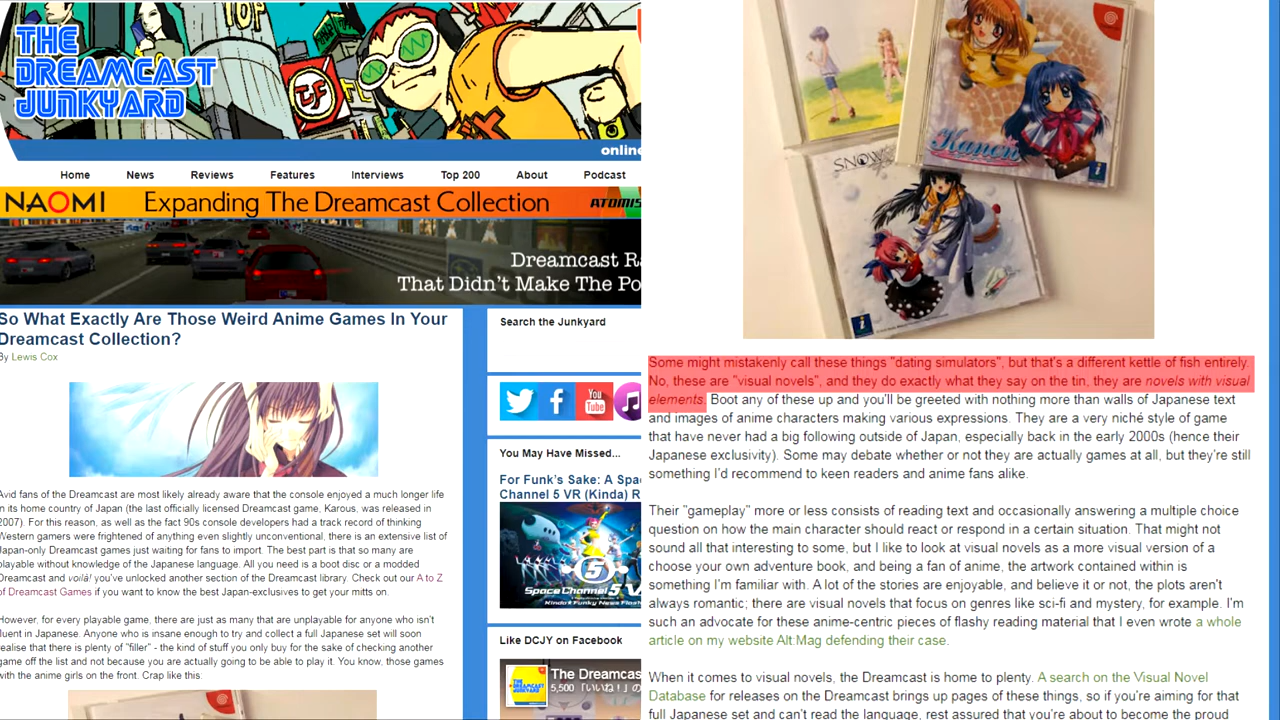 THE
DREAMCAST
JUNKYARD
online
Home News Reviews Features Interviews Top 200 About Podcast
NAOMI Expanding The Dreamcast Collection ATOMIS
Dreamcast Ra
That Didn't Make The Po
So What Exactly Are Those Weird Anime Games In Your
Dreamcast Collection?
By Lewis Cox
Avid fans of the Dreamcast are most likely already aware that the console enjoyed a much longer life
in its home country of Japan (the last officially licensed Dreamcast game, Karous, was released in
2007). For this reason, as well as the fact 90s console developers had a track record of thinking
Western gamers were frightened of anything even slightly unconventional, there is an extensive list of
Japan-only Dreamcast games just waiting for fans to import. The best part is that so many are
playable without knowledge of the Japanese language. All you need is a boot disc or a modded
Dreamcast and voilà! you've unlocked another section of the Dreamcast library. Check out our A to Z
of Dreamcast Games if you want to know the best Japan-exclusives to get your mitts on.
However, for every playable game, there are just as many that are unplayable for anyone who isn't
fluent in Japanese. Anyone who is insane enough to try and collect a full Japanese set will soon
realise that there is plenty of "filler" - the kind of stuff you only buy for the sake of checking another
game off the list and not because you are actually going to be able to play it. You know, those games
with the anime girls on the front. Crap like this:
Search the Junkyard
You Tube
You May Have Missed...
For Funk's Sake: A Spa
Channel 5 VR (Kinda) R
5
SPACE
CHANNEL 5 V
Kinda Funky News Flas
Like DCJY on Facebook
THE
DREAMCAST
JUNKYARD
The Dreamca
5,500 「いいね！」の
Kanon
SNOW
Some might mistakenly call these things "dating simulators", but that's a different kettle of fish entirely.
No, these are "visual novels", and they do exactly what they say on the tin, they are novels with visual
elements. Boot any of these up and you'll be greeted with nothing more than walls of Japanese text
and images of anime characters making various expressions. They are a very niché style of game
that have never had a big following outside of Japan, especially back in the early 2000s (hence their
Japanese exclusivity). Some may debate whether or not they are actually games at all, but they're still
something I'd recommend to keen readers and anime fans alike.
Their "gameplay" more or less consists of reading text and occasionally answering a multiple choice
question on how the main character should react or respond in a certain situation. That might not
sound all that interesting to some, but I like to look at visual novels as a more visual version of a
choose your own adventure book, and being a fan of anime, the artwork contained within is
something I'm familiar with. A lot of the stories are enjoyable, and believe it or not, the plots aren't
always romantic; there are visual novels that focus on genres like sci-fi and mystery, for example. I'm
such an advocate for these anime-centric pieces of flashy reading material that I even wrote a whole
article on my website Alt:Mag defending their case.
When it comes to visual novels, the Dreamcast is home to plenty. A search on the Visual Novel
Database for releases on the Dreamcast brings up pages of these things, so if you're aiming for that
full Japanese set and can't read the language, rest assured that you're about to become the proud